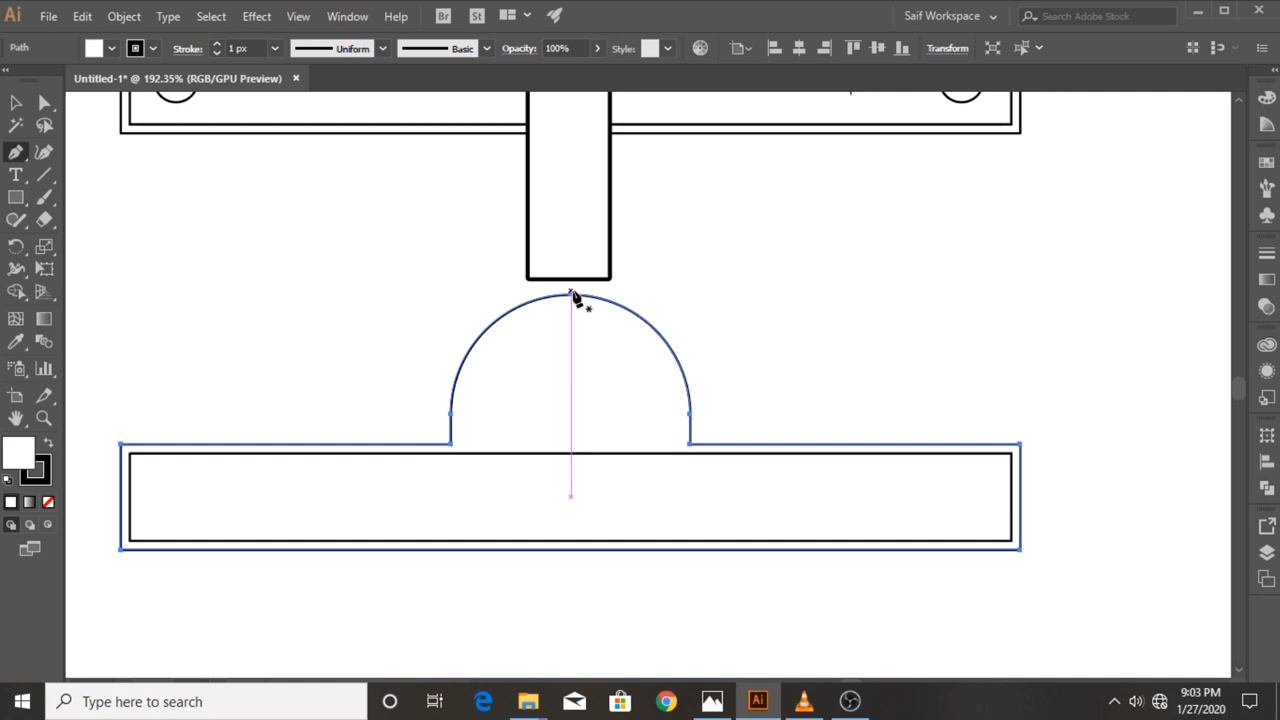 Ai File Edit Object Type Select Effect View Window Help Br St Saif Workspace Search Adobe Stock
Path Stroke: 1 px Uniform Basic Opacity: 100% Style: Transform
Untitled-1* @ 192.35% (RGB/GPU Preview)
Type here to search Ai 9:03 PM
1/27/2020